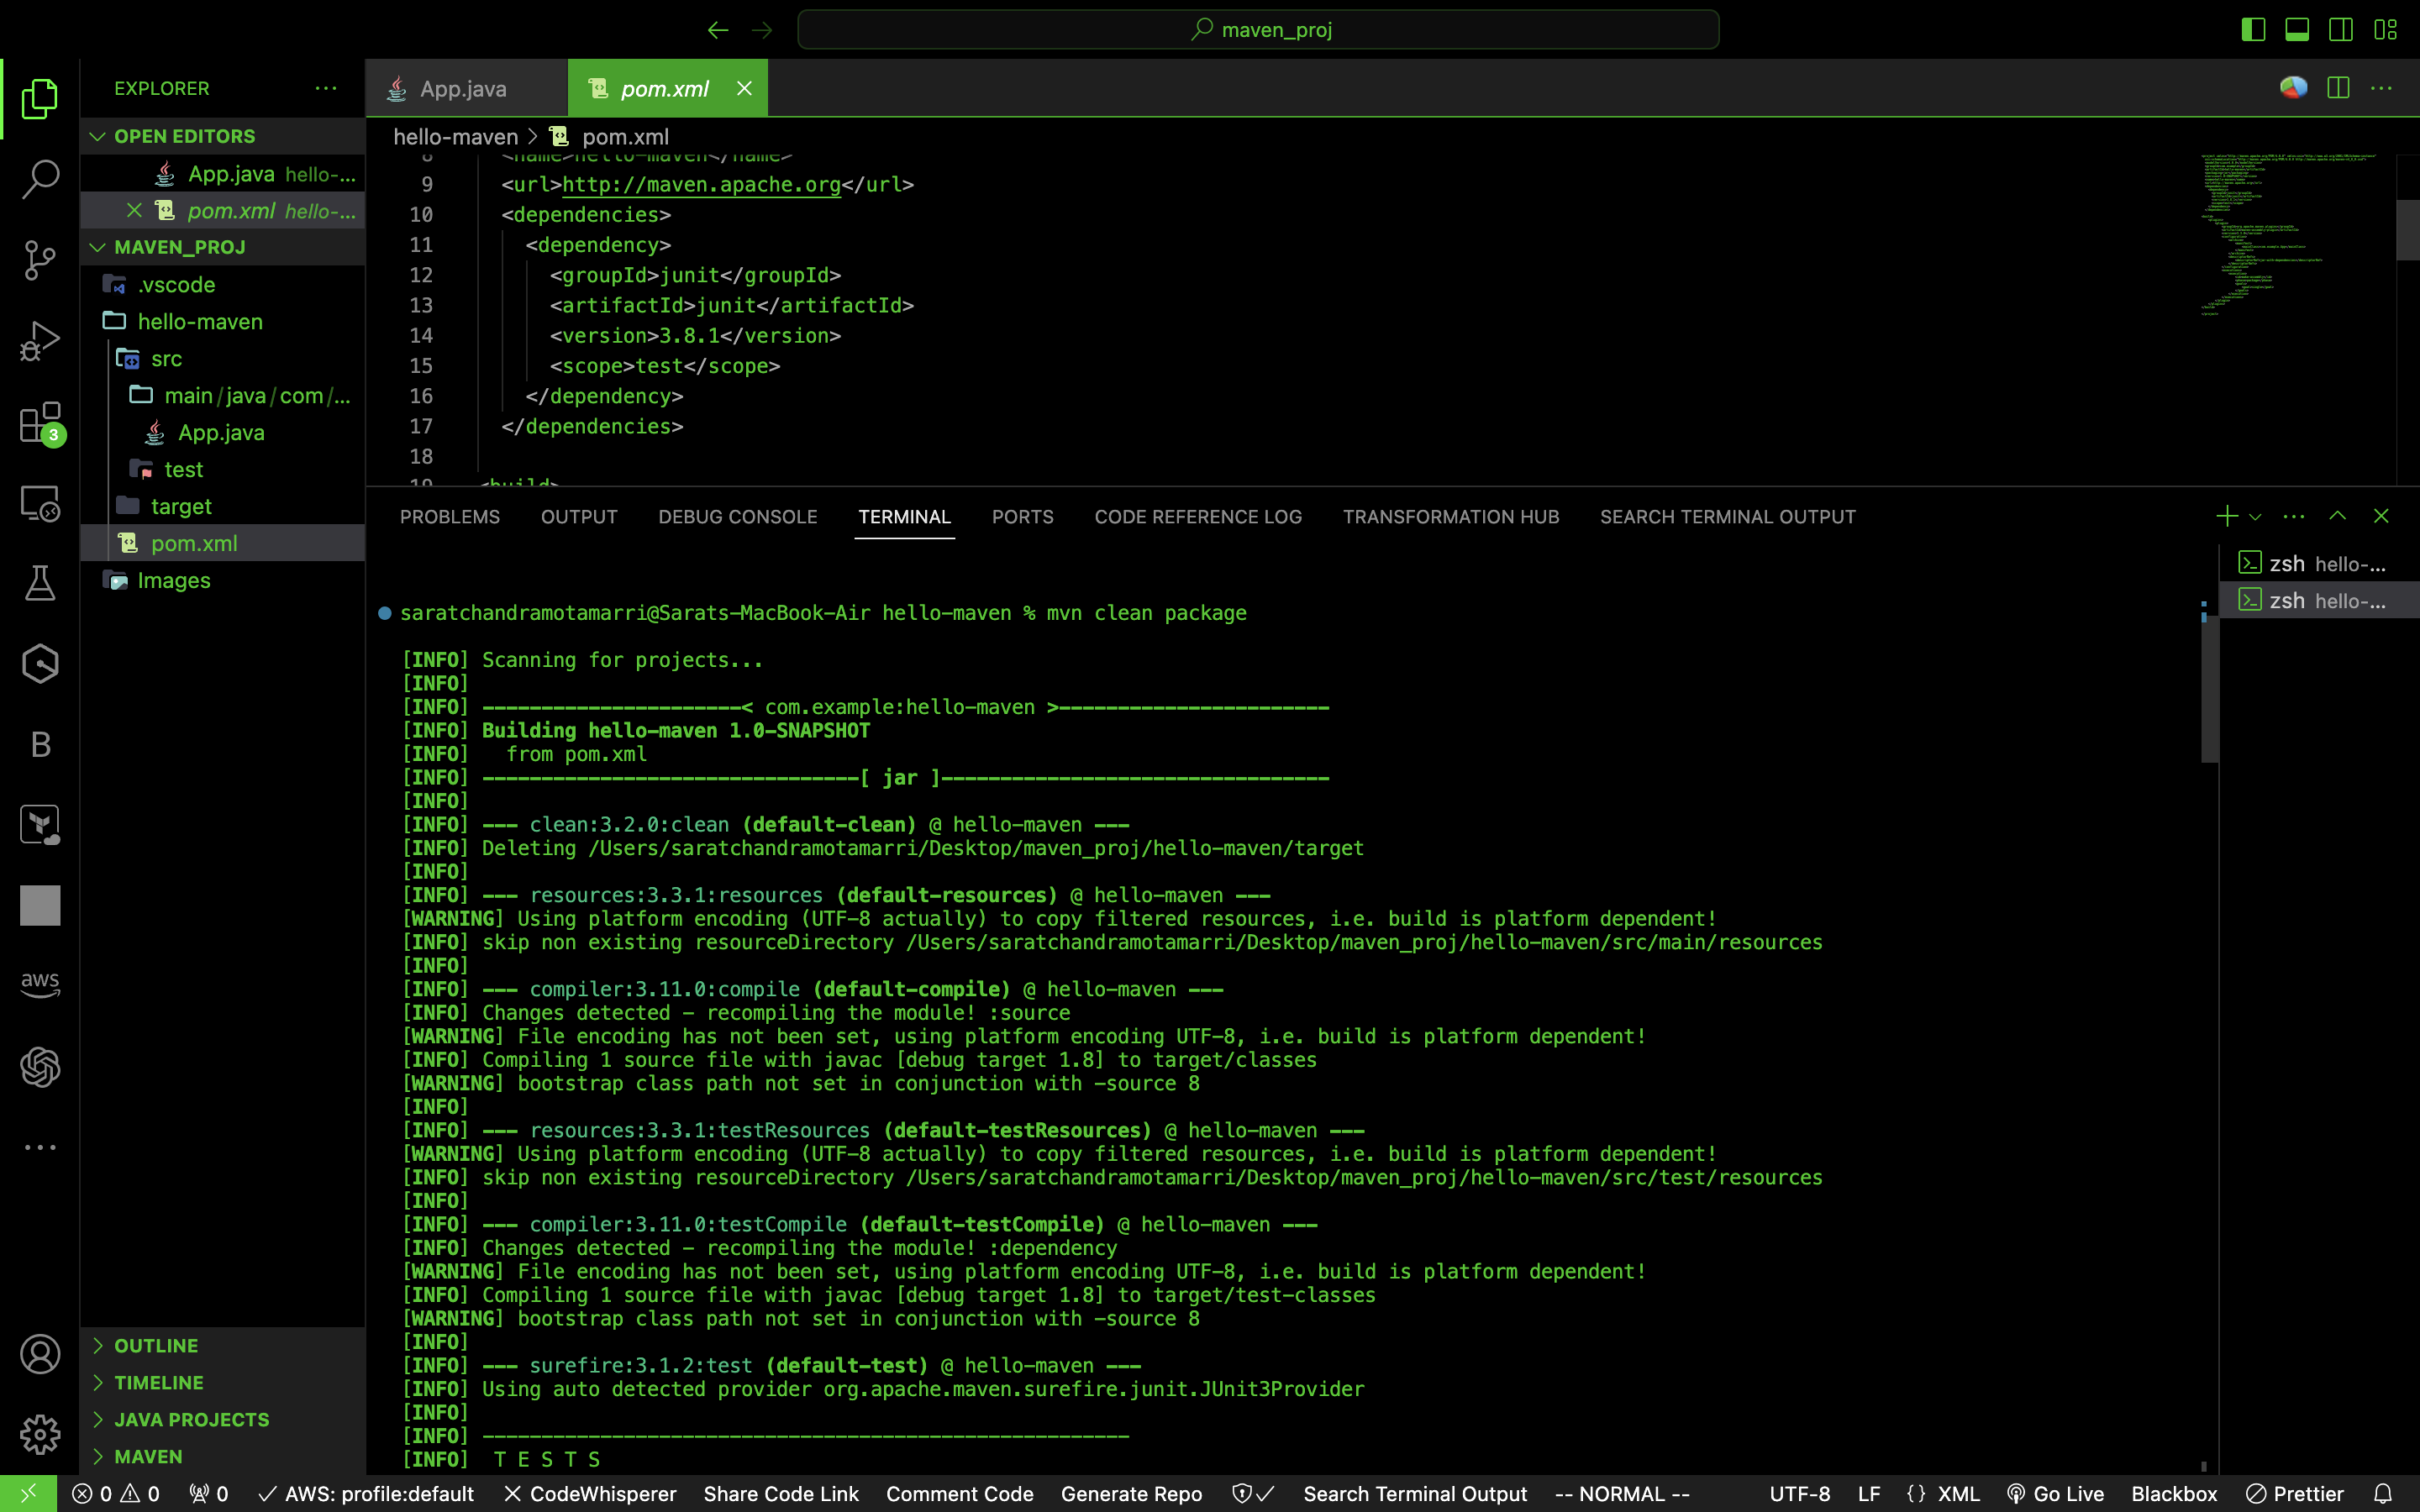 maven_proj
EXPLORER
App.java
pom.xml
OPEN EDITORS
App.java hello-...
pom.xml hello-...
MAVEN_PROJ
.vscode
hello-maven
src
main/java/com/...
App.java
test
target
pom.xml
Images
3
B
aws
OUTLINE
TIMELINE
JAVA PROJECTS
MAVEN
hello-maven > pom.xml
8 <name>hello-maven</name>
9 <url>http://maven.apache.org</url>
10 <dependencies>
11 <dependency>
12 <groupId>junit</groupId>
13 <artifactId>junit</artifactId>
14 <version>3.8.1</version>
15 <scope>test</scope>
16 </dependency>
17 </dependencies>
18
19 <build>
PROBLEMS OUTPUT DEBUG CONSOLE TERMINAL PORTS CODE REFERENCE LOG TRANSFORMATION HUB SEARCH TERMINAL OUTPUT
zsh hello-...
zsh hello-...
saratchandramotamarri@Sarats-MacBook-Air hello-maven % mvn clean package
[INFO] Scanning for projects...
[INFO]
[INFO] ----------------------< com.example:hello-maven >-----------------------
[INFO] Building hello-maven 1.0-SNAPSHOT
[INFO]   from pom.xml
[INFO] --------------------------------[ jar ]---------------------------------
[INFO]
[INFO] --- clean:3.2.0:clean (default-clean) @ hello-maven ---
[INFO] Deleting /Users/saratchandramotamarri/Desktop/maven_proj/hello-maven/target
[INFO]
[INFO] --- resources:3.3.1:resources (default-resources) @ hello-maven ---
[WARNING] Using platform encoding (UTF-8 actually) to copy filtered resources, i.e. build is platform dependent!
[INFO] skip non existing resourceDirectory /Users/saratchandramotamarri/Desktop/maven_proj/hello-maven/src/main/resources
[INFO]
[INFO] --- compiler:3.11.0:compile (default-compile) @ hello-maven ---
[INFO] Changes detected - recompiling the module! :source
[WARNING] File encoding has not been set, using platform encoding UTF-8, i.e. build is platform dependent!
[INFO] Compiling 1 source file with javac [debug target 1.8] to target/classes
[WARNING] bootstrap class path not set in conjunction with -source 8
[INFO]
[INFO] --- resources:3.3.1:testResources (default-testResources) @ hello-maven ---
[WARNING] Using platform encoding (UTF-8 actually) to copy filtered resources, i.e. build is platform dependent!
[INFO] skip non existing resourceDirectory /Users/saratchandramotamarri/Desktop/maven_proj/hello-maven/src/test/resources
[INFO]
[INFO] --- compiler:3.11.0:testCompile (default-testCompile) @ hello-maven ---
[INFO] Changes detected - recompiling the module! :dependency
[WARNING] File encoding has not been set, using platform encoding UTF-8, i.e. build is platform dependent!
[INFO] Compiling 1 source file with javac [debug target 1.8] to target/test-classes
[WARNING] bootstrap class path not set in conjunction with -source 8
[INFO]
[INFO] --- surefire:3.1.2:test (default-test) @ hello-maven ---
[INFO] Using auto detected provider org.apache.maven.surefire.junit.JUnit3Provider
[INFO]
[INFO] -------------------------------------------------------
[INFO]  T E S T S
0 0 0 AWS: profile:default CodeWhisperer Share Code Link Comment Code Generate Repo Search Terminal Output -- NORMAL -- UTF-8 LF {} XML Go Live Blackbox Prettier